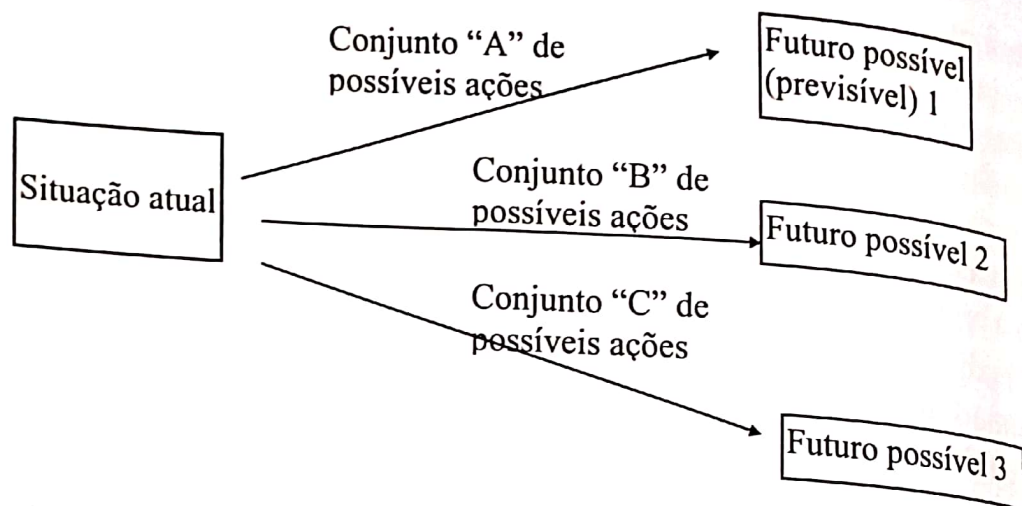 Conjunto “A” de
possíveis ações
Futuro possível
(previsível) 1
Situação atual
Conjunto “B” de
possíveis ações
Futuro possível 2
Conjunto “C” de
possíveis ações
Futuro possível 3